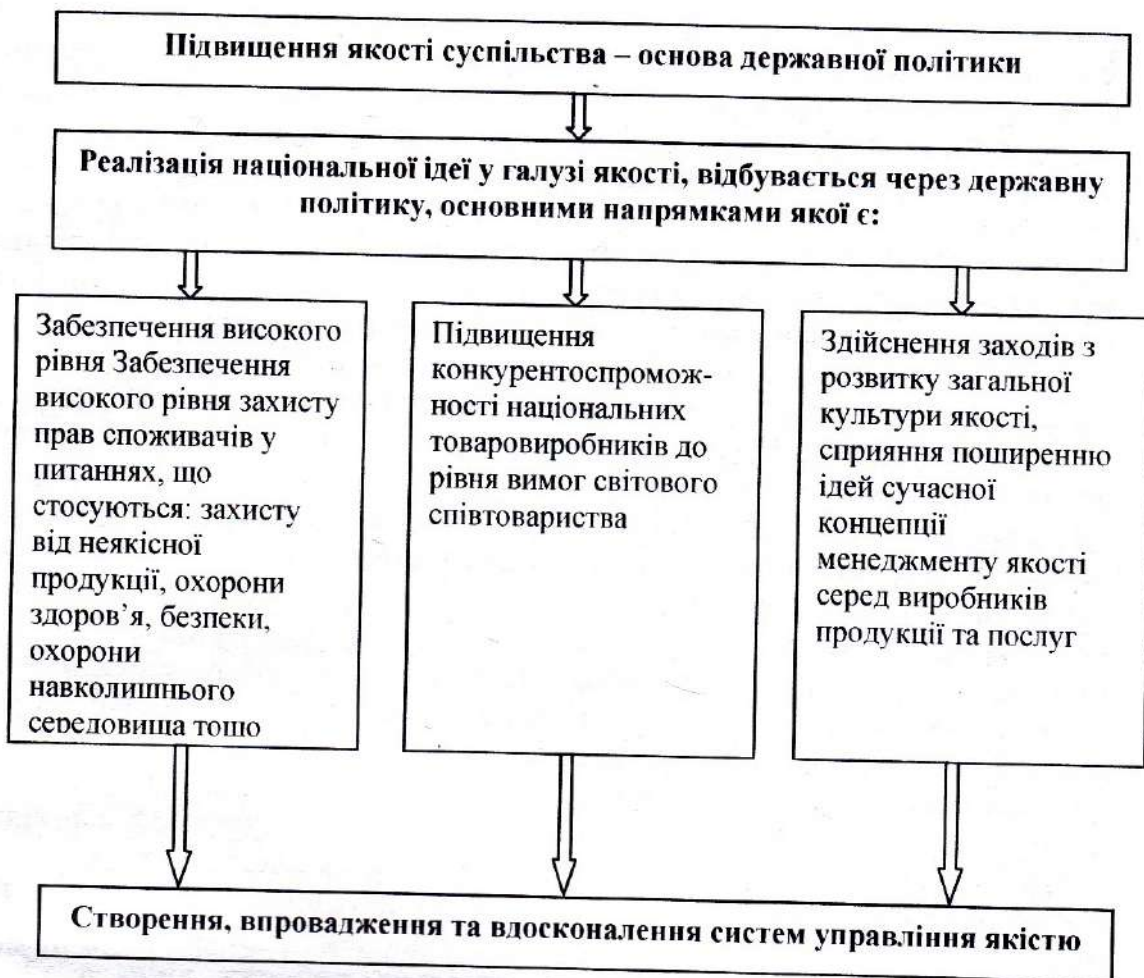 Підвищення якості суспільства – основа державної політики
Реалізація національної ідеї у галузі якості, відбувається через державну
політику, основними напрямками якої є:
Забезпечення високого
рівня Забезпечення
високого рівня захисту
прав споживачів у
питаннях, що
стосуються: захисту
від неякісної
продукції, охорони
здоров’я, безпеки,
охорони
навколишнього
середовища тощо
Підвищення
конкурентоспромож-
ності національних
товаровиробників до
рівня вимог світового
співтовариства
Здійснення заходів з
розвитку загальної
культури якості,
сприяння поширенню
ідей сучасної
концепції
менеджменту якості
серед виробників
продукції та послуг
Створення, впровадження та вдосконалення систем управління якістю